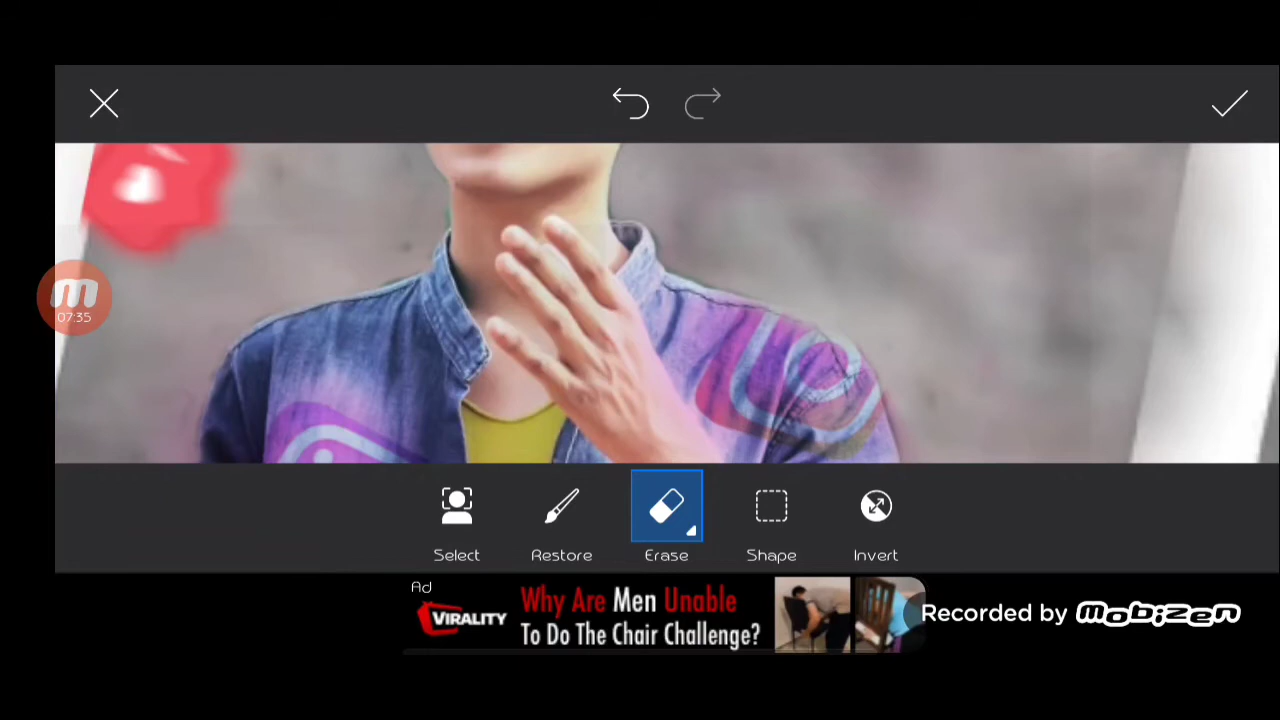 07:35
Select
Restore
Erase
Shape
Invert
Ad
VIRALITY
Why Are Men Unable
To Do The Chair Challenge?
Recorded by mobizen